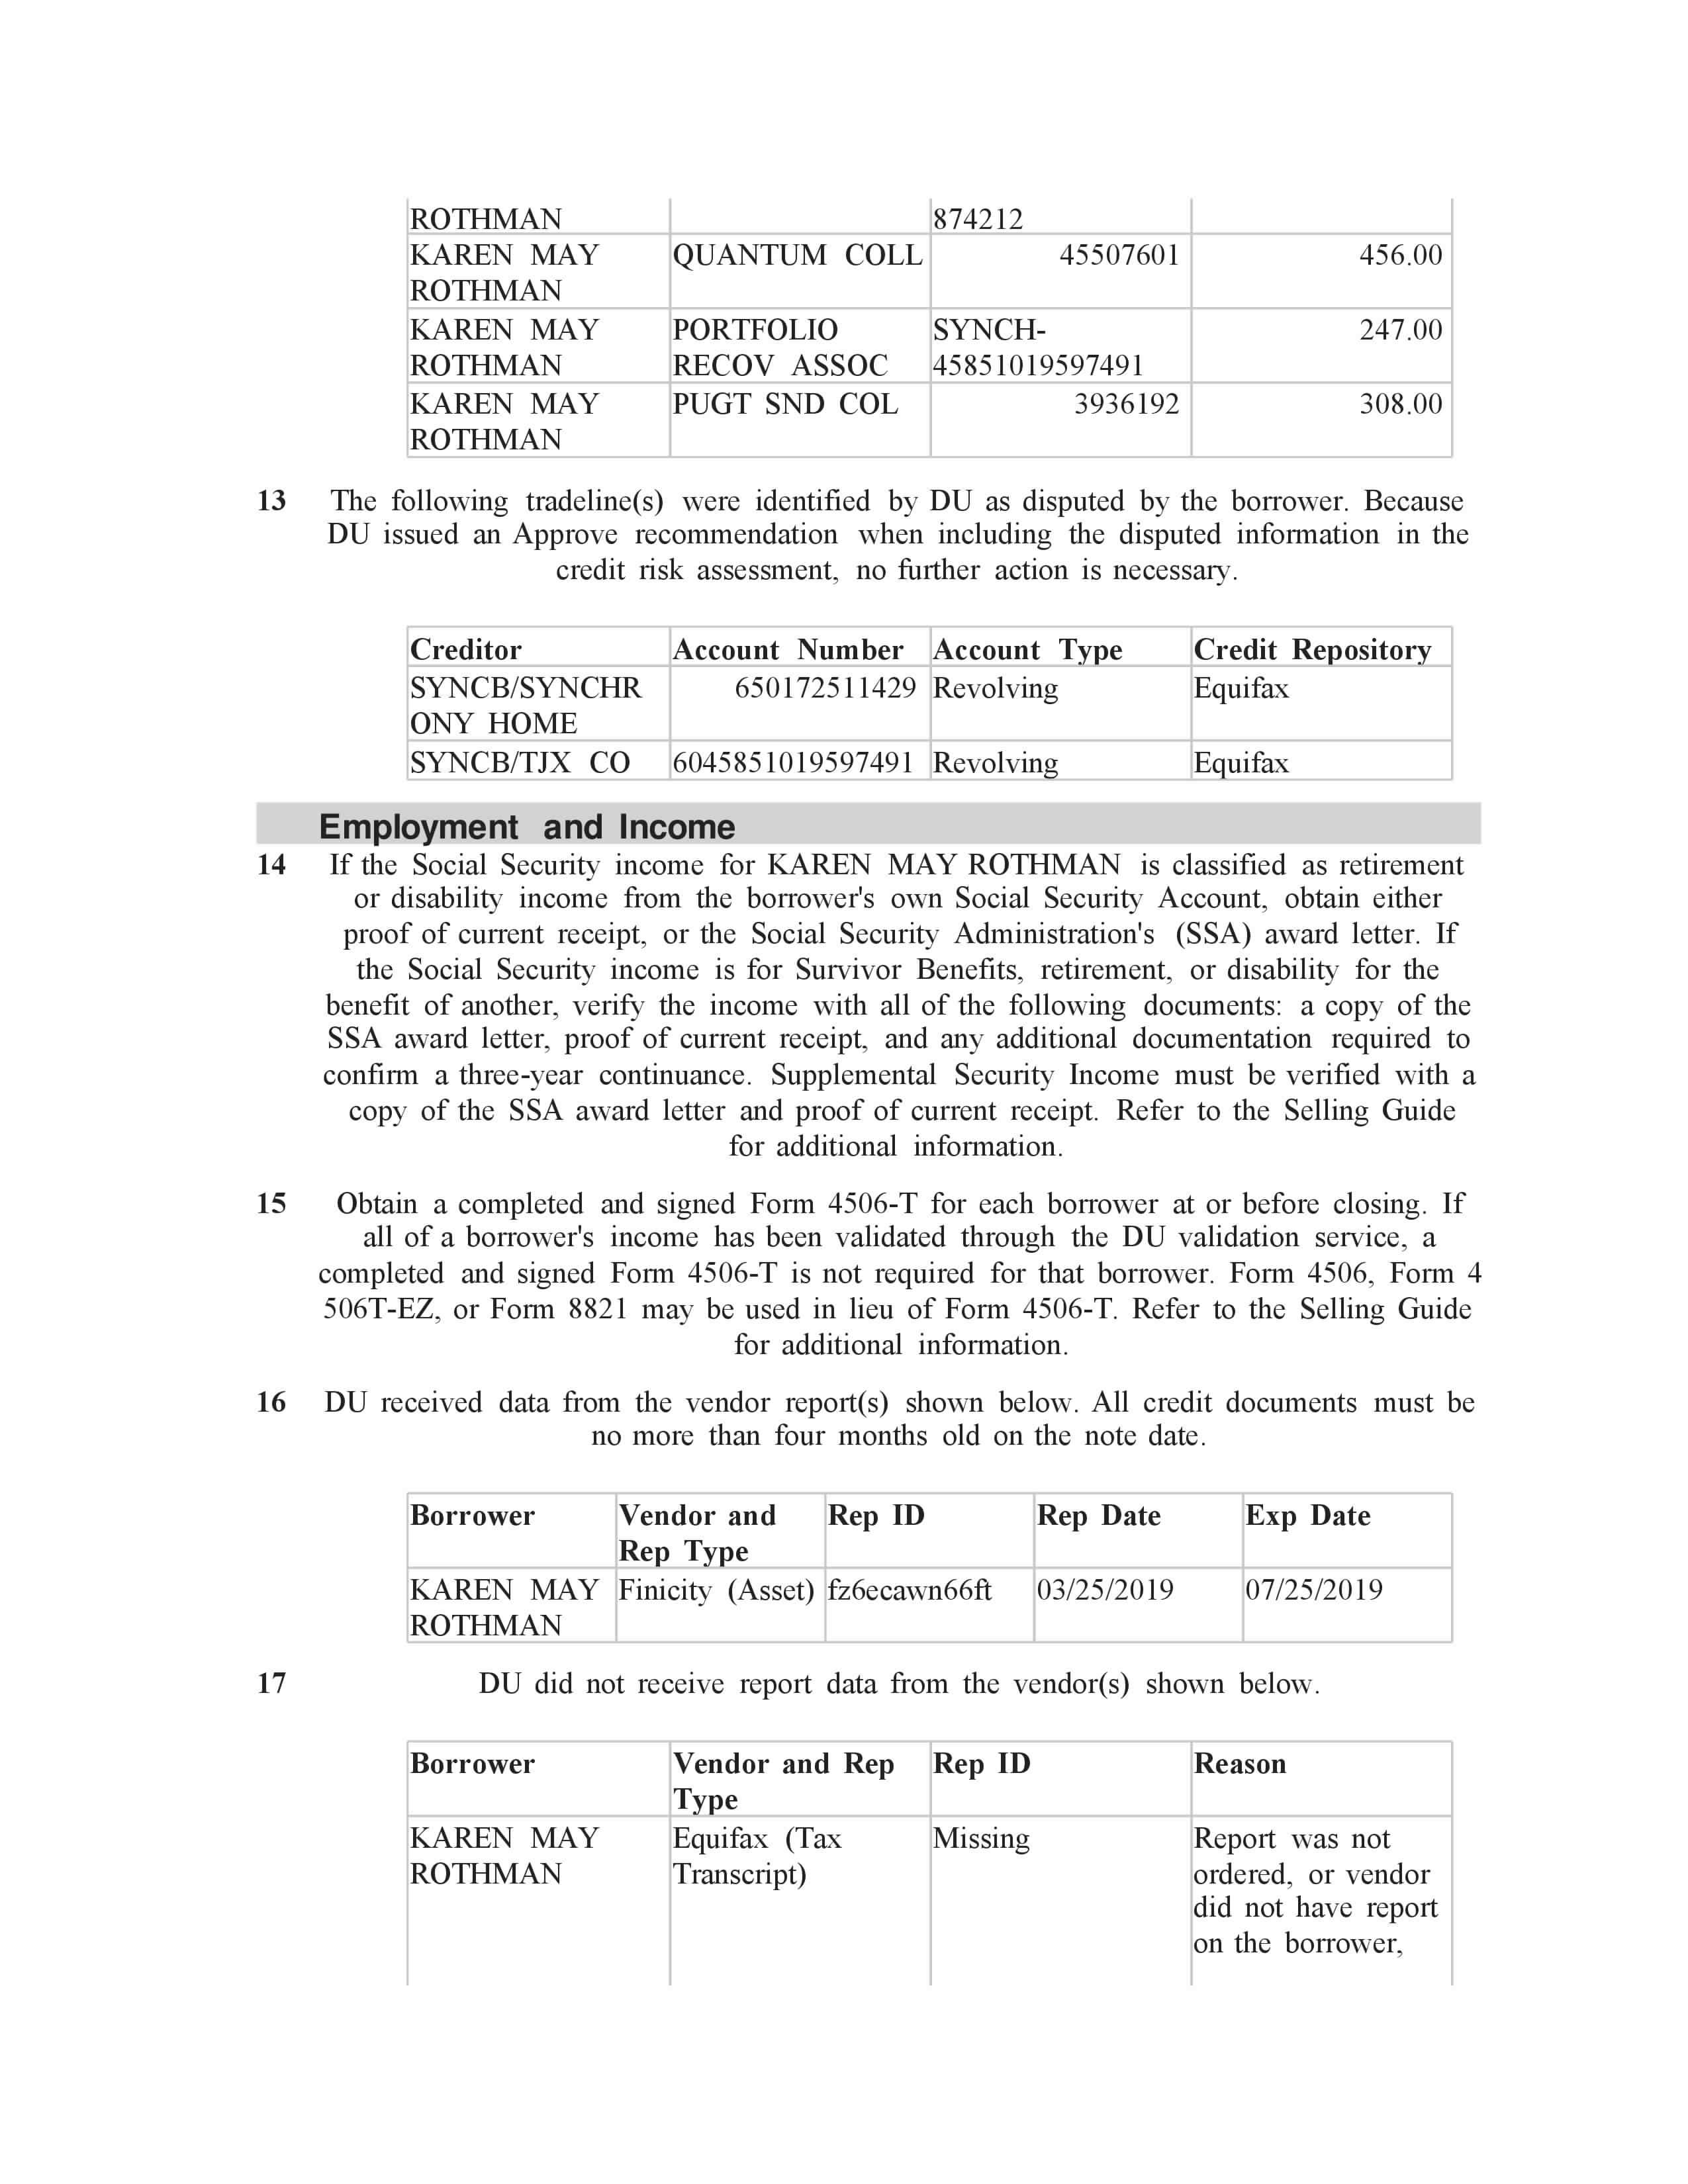 ROTHMAN 874212
KAREN MAY ROTHMAN QUANTUM COLL 45507601 456.00
KAREN MAY ROTHMAN PORTFOLIO RECOV ASSOC SYNCH-45851019597491 247.00
KAREN MAY ROTHMAN PUGT SND COL 3936192 308.00
13 The following tradeline(s) were identified by DU as disputed by the borrower. Because
DU issued an Approve recommendation when including the disputed information in the
credit risk assessment, no further action is necessary.
Creditor Account Number Account Type Credit Repository
SYNCB/SYNCHR
ONY HOME 650172511429 Revolving Equifax
SYNCB/TJX CO 6045851019597491 Revolving Equifax
Employment and Income
14 If the Social Security income for KAREN MAY ROTHMAN is classified as retirement
or disability income from the borrower's own Social Security Account, obtain either
proof of current receipt, or the Social Security Administration's (SSA) award letter. If
the Social Security income is for Survivor Benefits, retirement, or disability for the
benefit of another, verify the income with all of the following documents: a copy of the
SSA award letter, proof of current receipt, and any additional documentation required to
confirm a three-year continuance. Supplemental Security Income must be verified with a
copy of the SSA award letter and proof of current receipt. Refer to the Selling Guide
for additional information.
15 Obtain a completed and signed Form 4506-T for each borrower at or before closing. If
all of a borrower's income has been validated through the DU validation service, a
completed and signed Form 4506-T is not required for that borrower. Form 4506, Form 4
506T-EZ, or Form 8821 may be used in lieu of Form 4506-T. Refer to the Selling Guide
for additional information.
16 DU received data from the vendor report(s) shown below. All credit documents must be
no more than four months old on the note date.
Borrower Vendor and Rep Type Rep ID Rep Date Exp Date
KAREN MAY ROTHMAN Finicity (Asset) fz6ecawn66ft 03/25/2019 07/25/2019
17 DU did not receive report data from the vendor(s) shown below.
Borrower Vendor and Rep Type Rep ID Reason
KAREN MAY ROTHMAN Equifax (Tax Transcript) Missing Report was not
ordered, or vendor
did not have report
on the borrower,